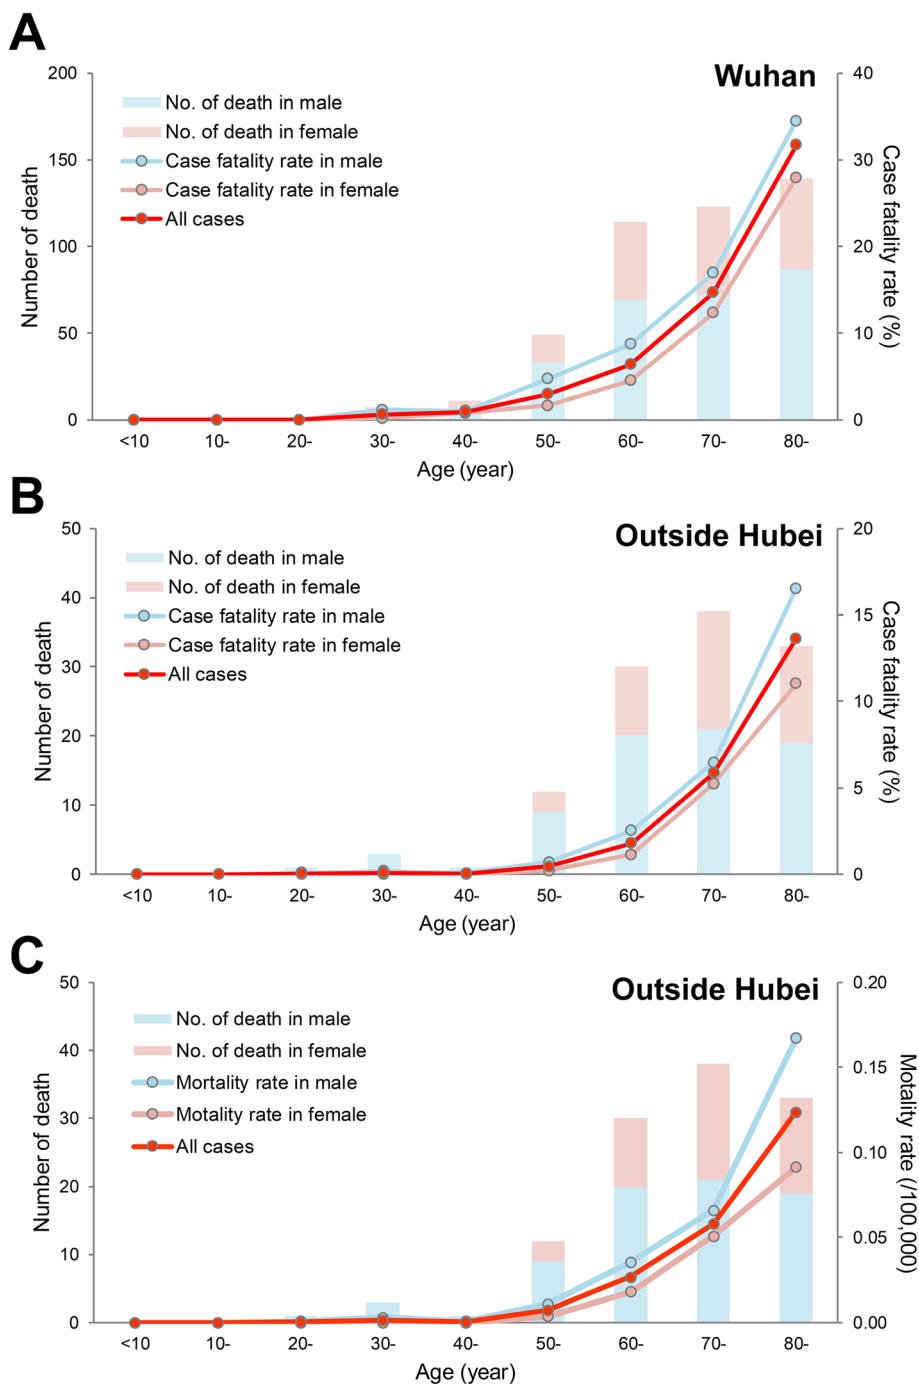 A
Wuhan
200
150
100
50
0
40
30
20
10
0
Number of death
Case fatality rate (%)
No. of death in male
No. of death in female
Case fatality rate in male
Case fatality rate in female
All cases
<10 10- 20- 30- 40- 50- 60- 70- 80-
Age (year)
B
Outside Hubei
50
40
30
20
10
0
20
15
10
5
0
Number of death
Case fatality rate (%)
No. of death in male
No. of death in female
Case fatality rate in male
Case fatality rate in female
All cases
<10 10- 20- 30- 40- 50- 60- 70- 80-
Age (year)
C
Outside Hubei
50
40
30
20
10
0
0.20
0.15
0.10
0.05
0.00
Number of death
Motality rate (/100,000)
No. of death in male
No. of death in female
Mortality rate in male
Motality rate in female
All cases
<10 10- 20- 30- 40- 50- 60- 70- 80-
Age (year)